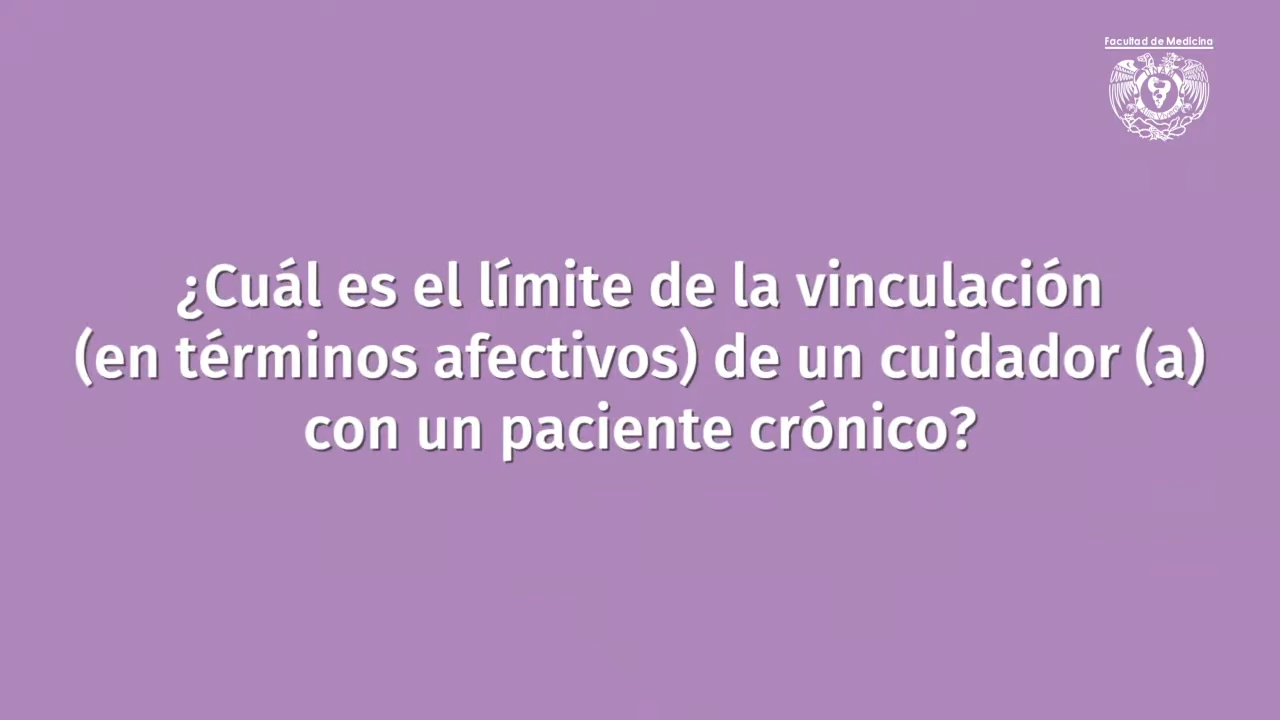 Facultad de Medicina
¿Cuál es el límite de la vinculación
(en términos afectivos) de un cuidador (a)
con un paciente crónico?